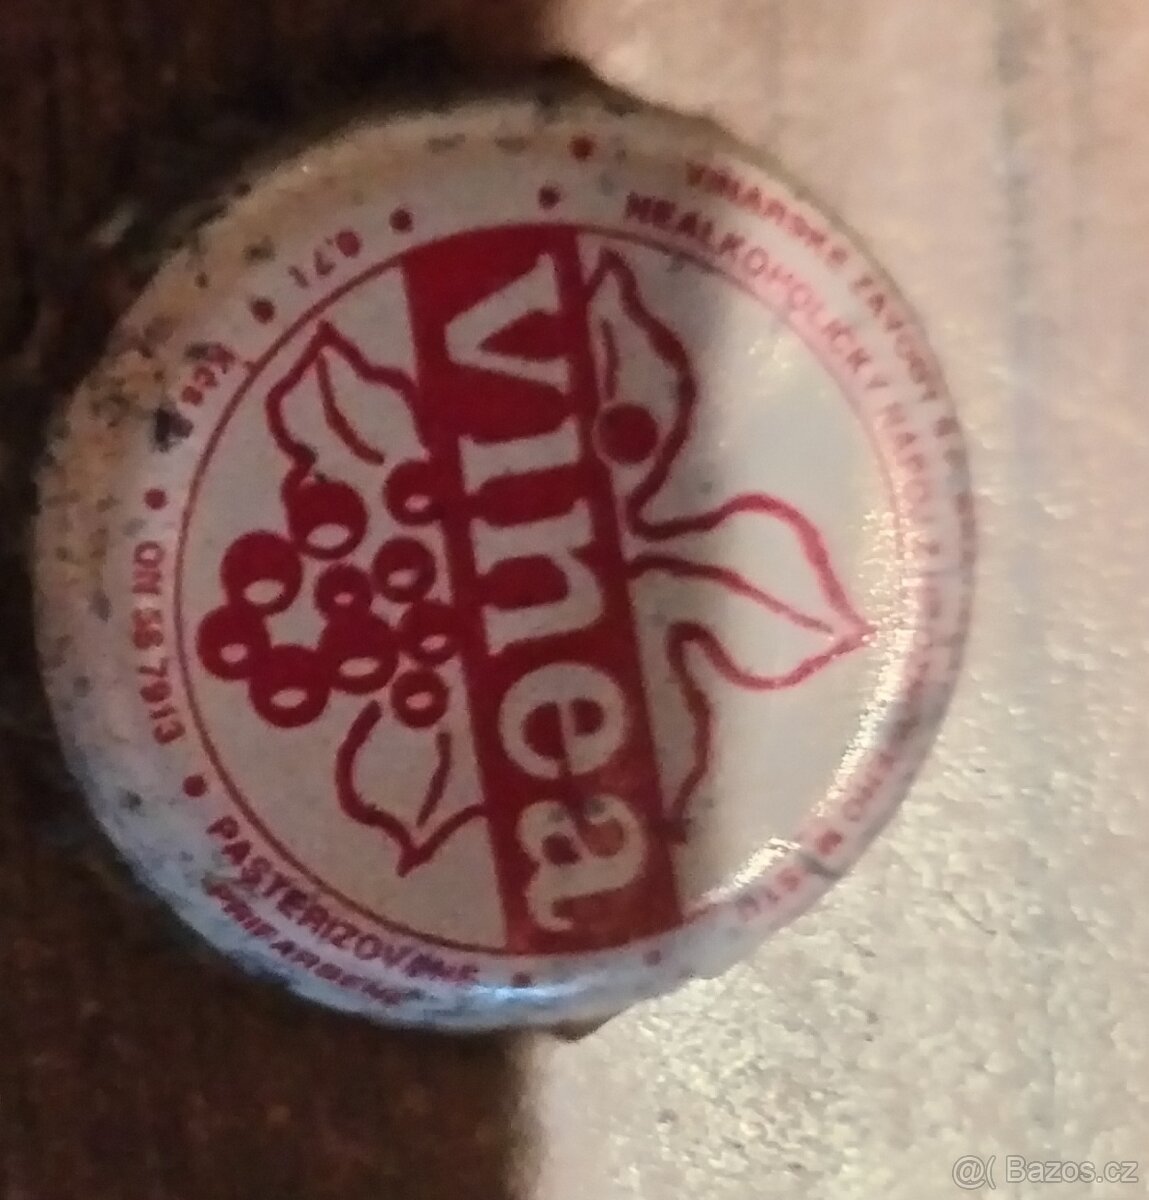 VINÁRSKE ZÁVODY
NEALKOHOLICKÝ NÁPOJ Z
vinea
0,7 l
Kčs
ON 56 7913
PASTERIZOVANÉ
PRIFARBENÉ
@( Bazos.cz